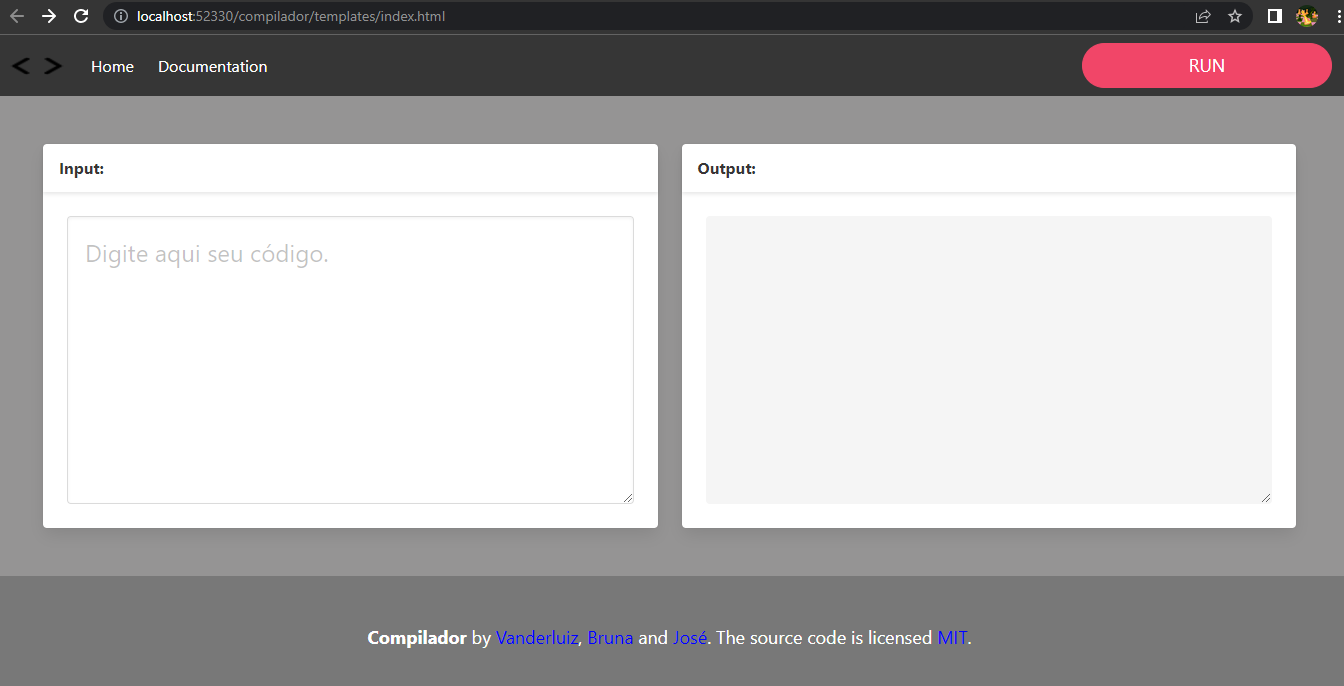 localhost:52330/compilador/templates/index.html
< > Home Documentation RUN
Input: Output:
Digite aqui seu código.
Compilador by Vanderluiz, Bruna and José. The source code is licensed MIT.